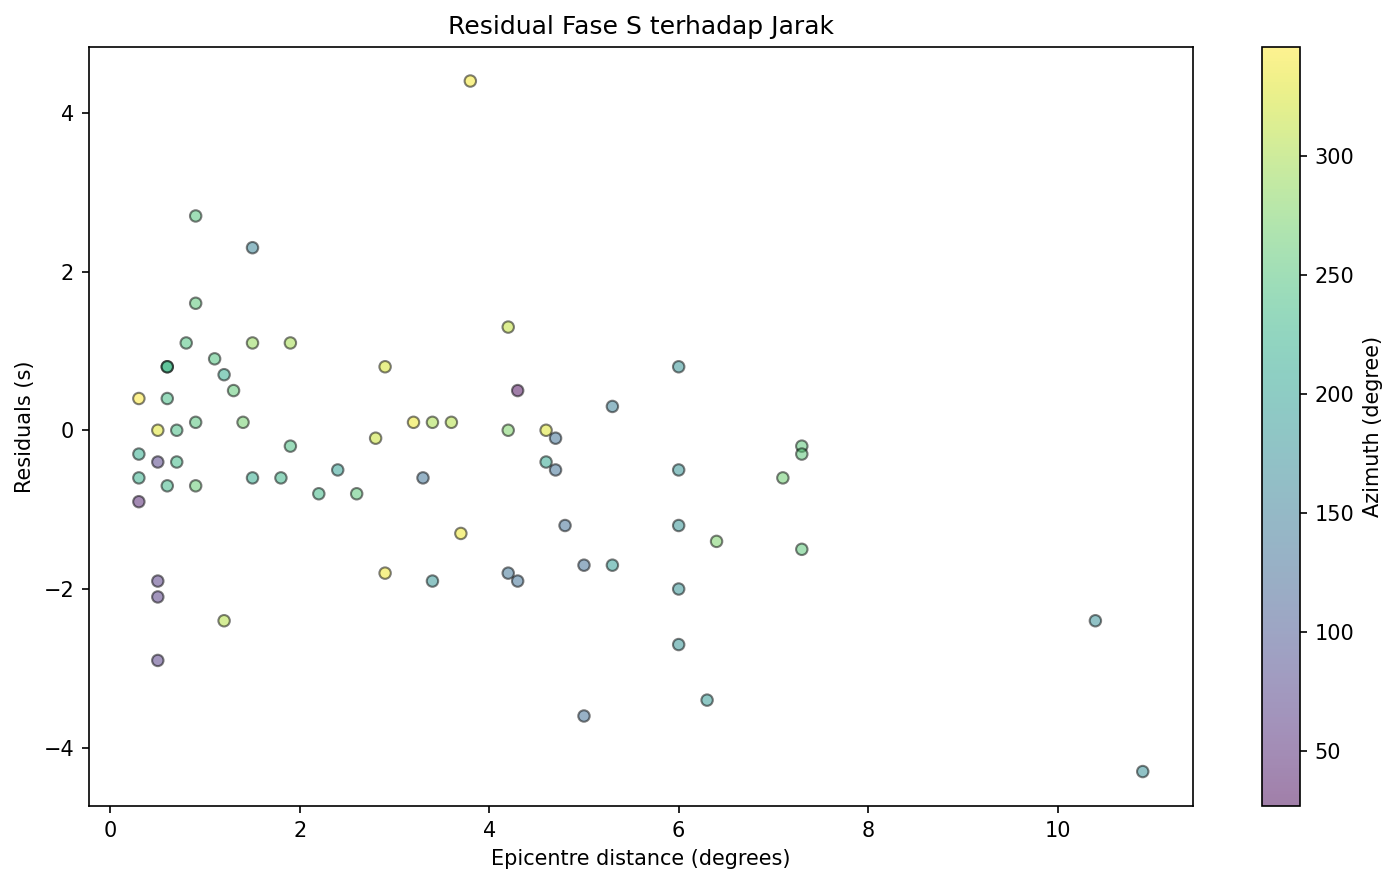 Residual Fase S terhadap Jarak
Residuals (s)
4
2
0
−2
−4
0 2 4 6 8 10
Epicentre distance (degrees)
300
250
200
150
100
50
Azimuth (degree)